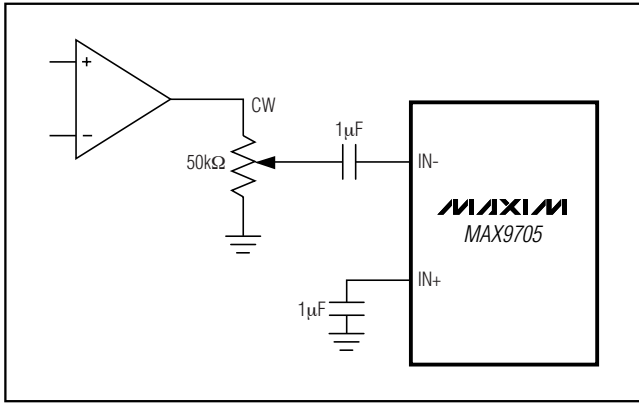 +
−
CW
50kΩ
1μF
IN-
MAXIM
MAX9705
IN+
1μF